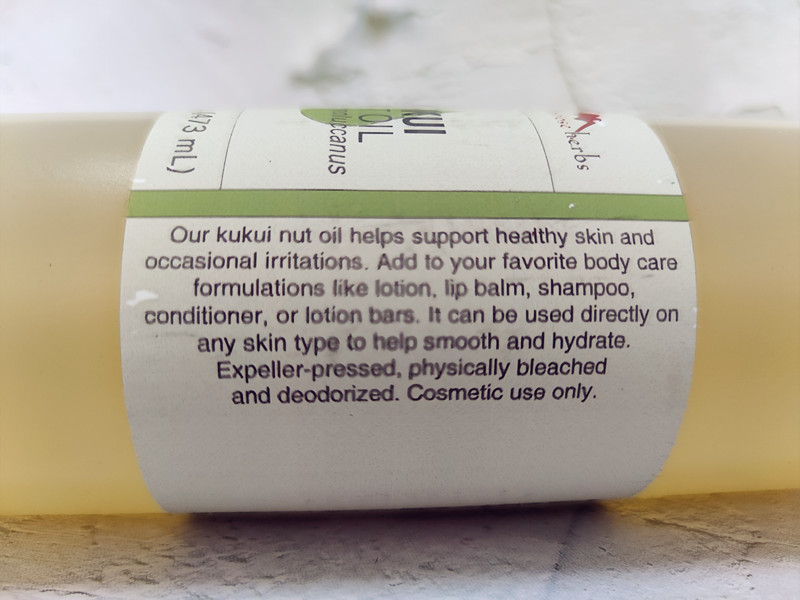 473 mL)
KUI
OIL
herbs
Our kukui nut oil helps support healthy skin and
occasional irritations. Add to your favorite body care
formulations like lotion, lip balm, shampoo,
conditioner, or lotion bars. It can be used directly on
any skin type to help smooth and hydrate.
Expeller-pressed, physically bleached
and deodorized. Cosmetic use only.